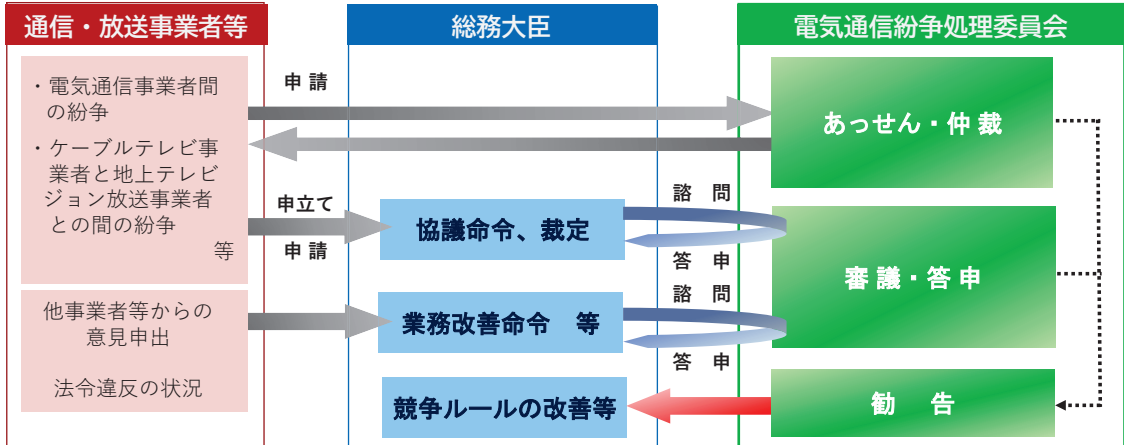 通信・放送事業者等
総務大臣
電気通信紛争処理委員会
・電気通信事業者間
の紛争
・ケーブルテレビ事
業者と地上テレビ
ジョン放送事業者
との間の紛争
等
申請
あっせん・仲裁
申立て
申請
協議命令、裁定
諮問
答申
審議・答申
他事業者等からの
意見申出
法令違反の状況
業務改善命令　等
諮問
答申
競争ルールの改善等
勧告